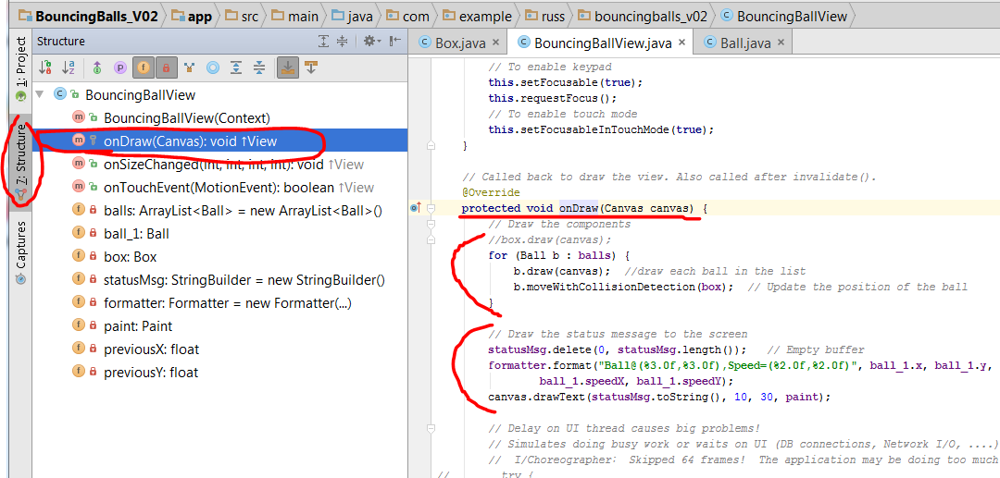 BouncingBalls_V02 app src main java com example russ bouncingballs_v02 BouncingBallView
1: Project
7: Structure
Captures
Structure
BouncingBallView
BouncingBallView(Context)
onDraw(Canvas): void ↑View
onSizeChanged(int, int, int, int): void ↑View
onTouchEvent(MotionEvent): boolean ↑View
balls: ArrayList<Ball> = new ArrayList<Ball>()
ball_1: Ball
box: Box
statusMsg: StringBuilder = new StringBuilder()
formatter: Formatter = new Formatter(...)
paint: Paint
previousX: float
previousY: float
Box.java × BouncingBallView.java × Ball.java ×
// To enable keypad
this.setFocusable(true);
this.requestFocus();
// To enable touch mode
this.setFocusableInTouchMode(true);
}
// Called back to draw the view. Also called after invalidate().
@Override
protected void onDraw(Canvas canvas) {
// Draw the components
//box.draw(canvas);
for (Ball b : balls) {
b.draw(canvas);  //draw each ball in the list
b.moveWithCollisionDetection(box);  // Update the position of the ball
}
// Draw the status message to the screen
statusMsg.delete(0, statusMsg.length());   // Empty buffer
formatter.format("Ball@(%3.0f,%3.0f),Speed=(%2.0f,%2.0f)", ball_1.x, ball_1.y,
ball_1.speedX, ball_1.speedY);
canvas.drawText(statusMsg.toString(), 10, 30, paint);
// Delay on UI thread causes big problems!
// Simulates doing busy work or waits on UI (DB connections, Network I/O, ....)
//  I/Choreographer: Skipped 64 frames!  The application may be doing too much
// try {